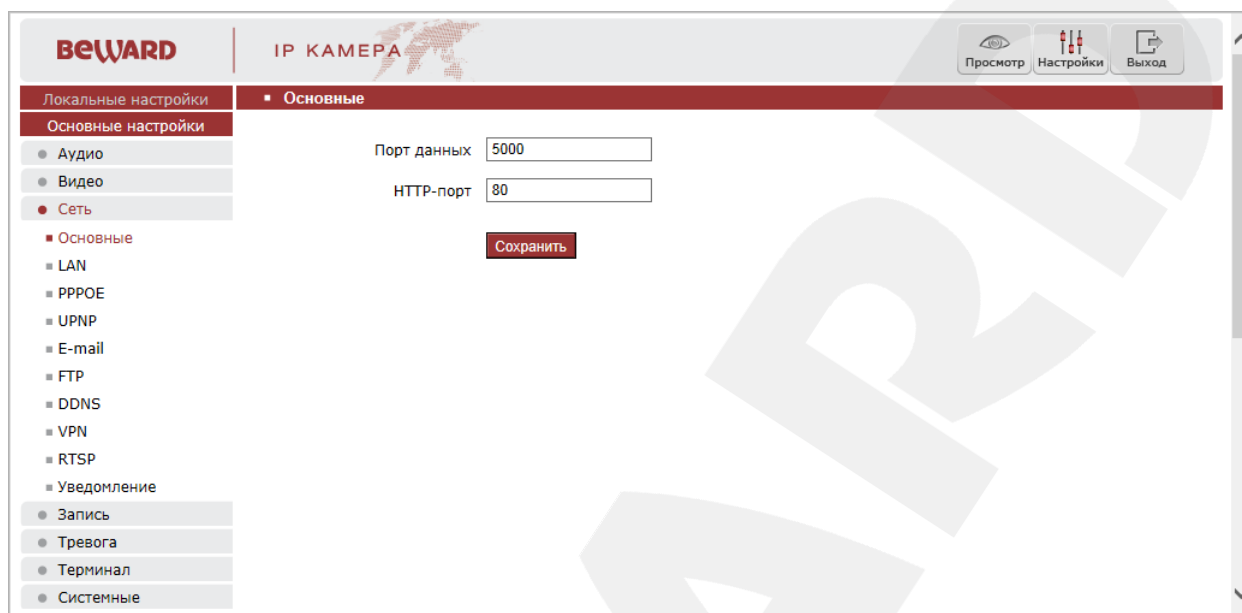 BEWARD
IP КАМЕРА
Просмотр
Настройки
Выход
Локальные настройки
Основные
Основные настройки
Аудио
Порт данных 5000
Видео
HTTP-порт 80
Сеть
Основные
Сохранить
LAN
PPPOE
UPNP
E-mail
FTP
DDNS
VPN
RTSP
Уведомление
Запись
Тревога
Терминал
Системные